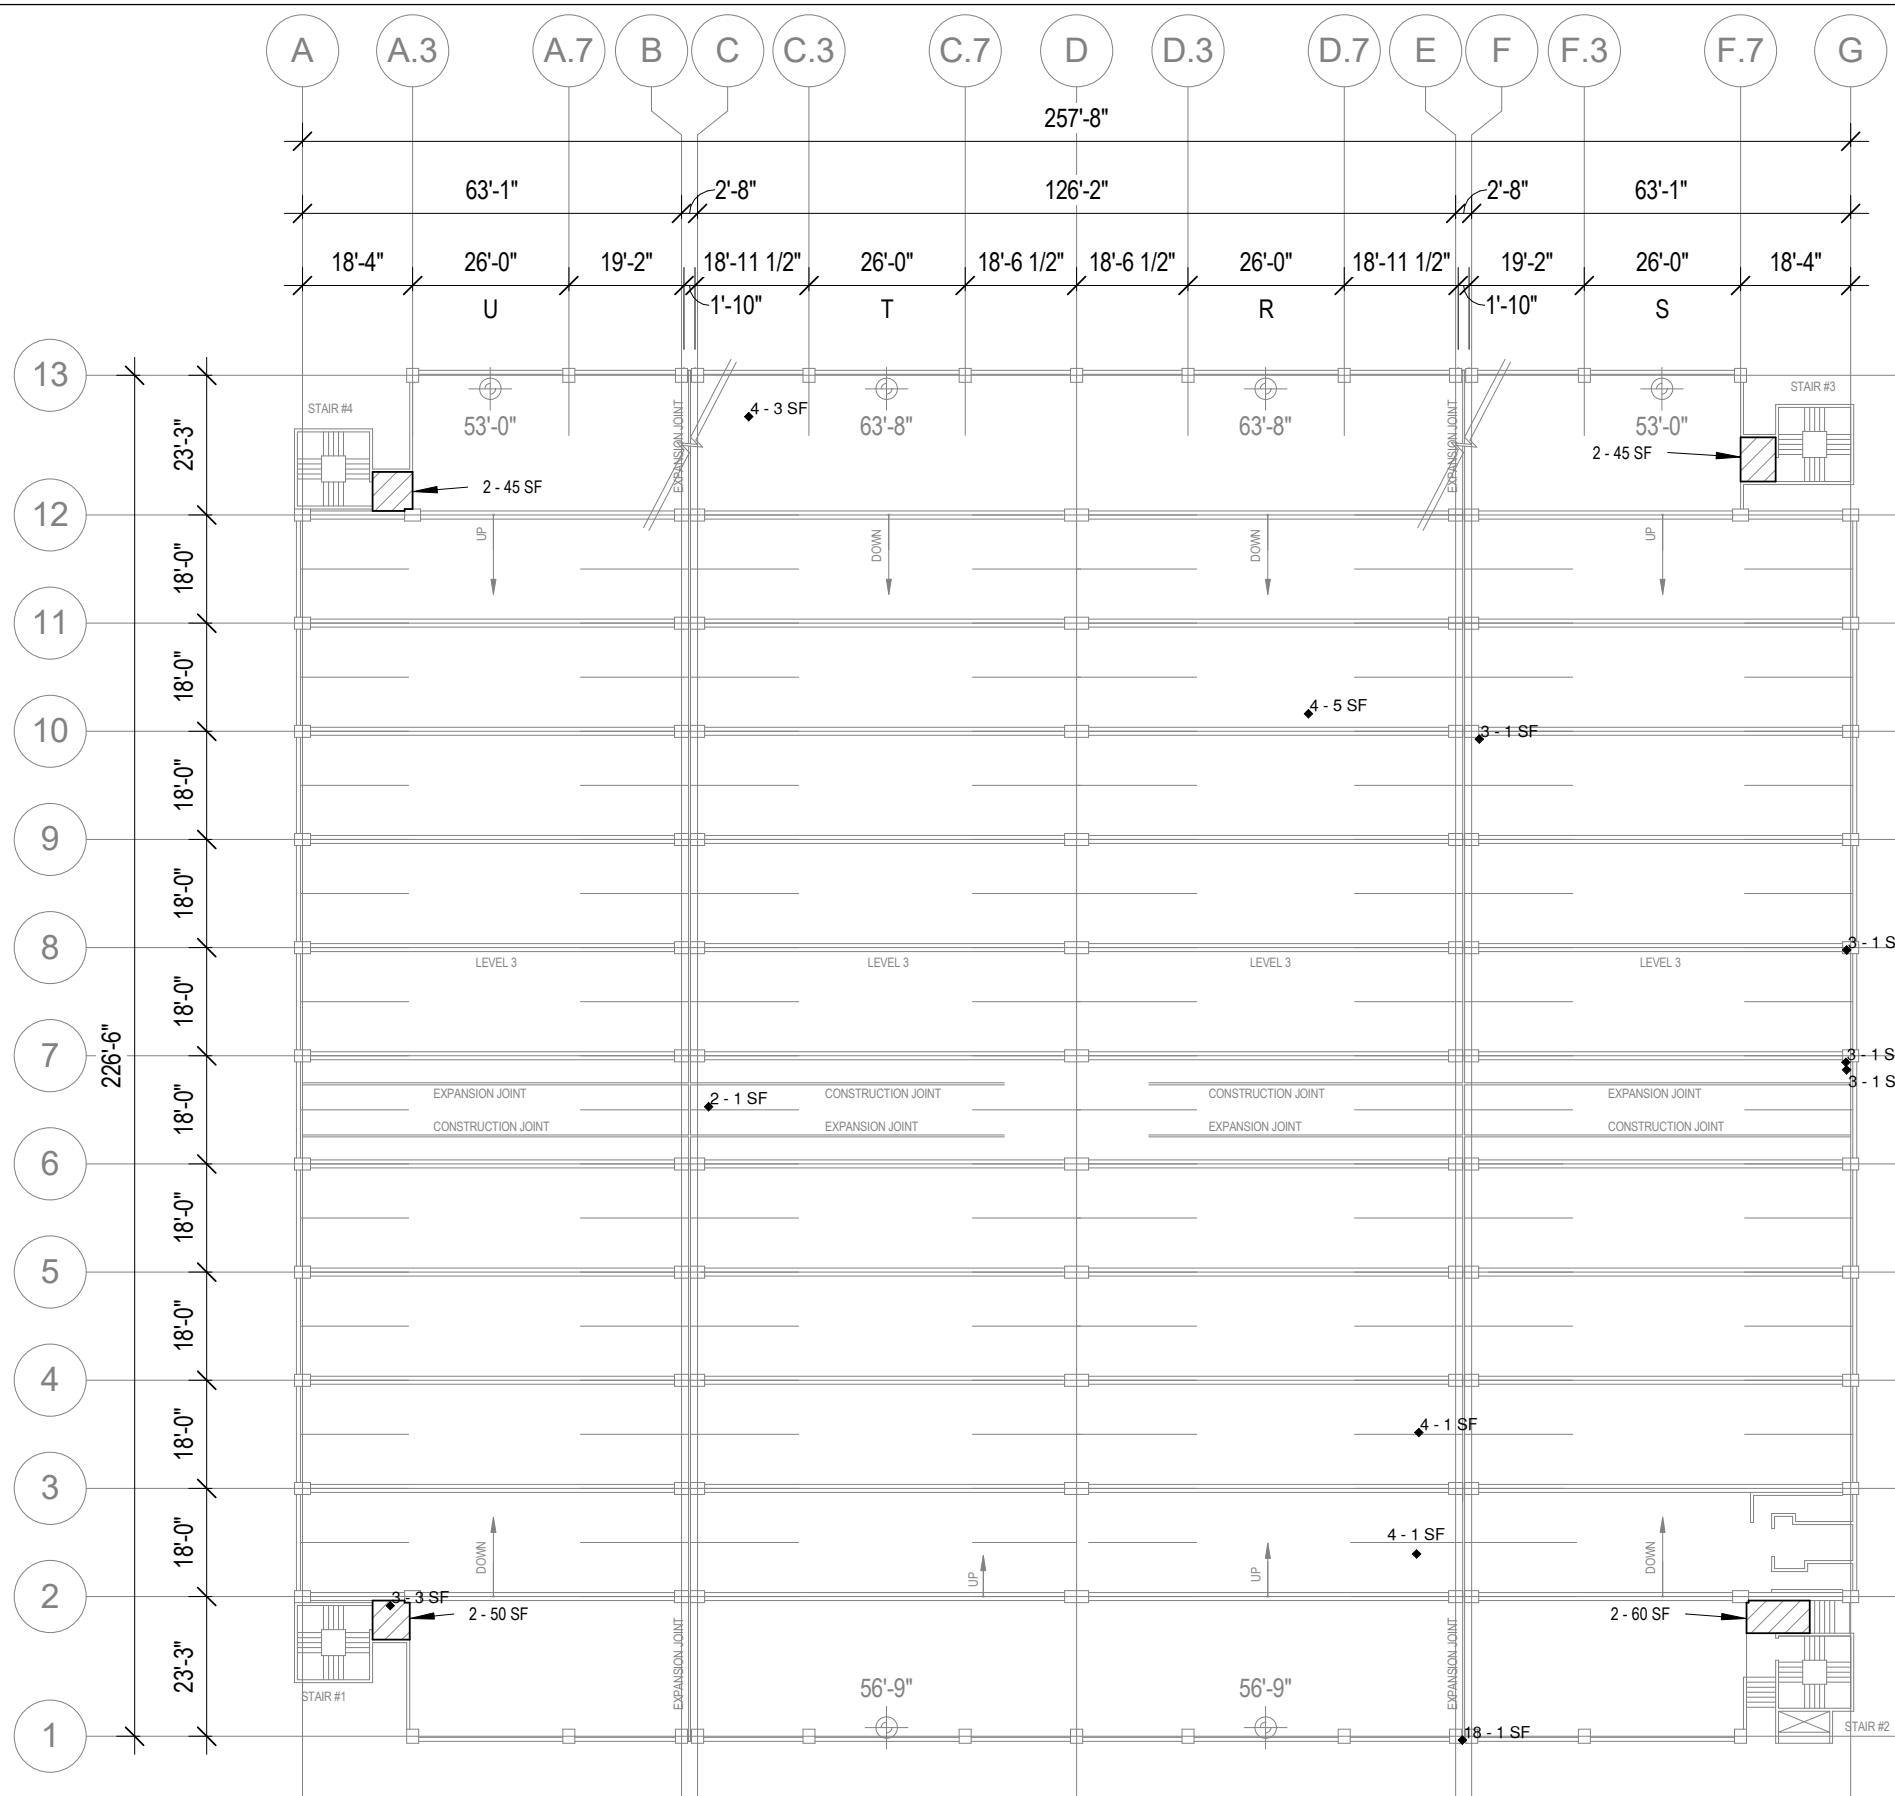 A A.3 A.7 B C C.3 C.7 D D.3 D.7 E F F.3 F.7 G
257'-8"
63'-1" 2'-8" 126'-2" 2'-8" 63'-1"
18'-4" 26'-0" 19'-2" 18'-11 1/2" 26'-0" 18'-6 1/2" 18'-6 1/2" 26'-0" 18'-11 1/2" 19'-2" 26'-0" 18'-4"
1'-10" 1'-10"
U T R S
13
STAIR #4
STAIR #3
4 - 3 SF
53'-0" 63'-8" 63'-8" 53'-0"
EXPANSION JOINT
EXPANSION JOINT
23'-3"
2 - 45 SF
2 - 45 SF
12
UP DOWN DOWN UP
18'-0"
11
18'-0"
4 - 5 SF
10
3 - 1 SF
18'-0"
9
18'-0"
8
3 - 1 S
LEVEL 3 LEVEL 3 LEVEL 3 LEVEL 3
18'-0"
7
226'-6"
3 - 1 S
3 - 1 S
EXPANSION JOINT CONSTRUCTION JOINT CONSTRUCTION JOINT EXPANSION JOINT
2 - 1 SF
18'-0"
CONSTRUCTION JOINT EXPANSION JOINT EXPANSION JOINT CONSTRUCTION JOINT
6
18'-0"
5
18'-0"
4
4 - 1 SF
18'-0"
3
4 - 1 SF
18'-0"
DOWN UP UP DOWN
2
3 - 3 SF
2 - 50 SF
2 - 60 SF
EXPANSION JOINT
EXPANSION JOINT
23'-3"
56'-9" 56'-9"
STAIR #1
STAIR #2
1
18 - 1 SF